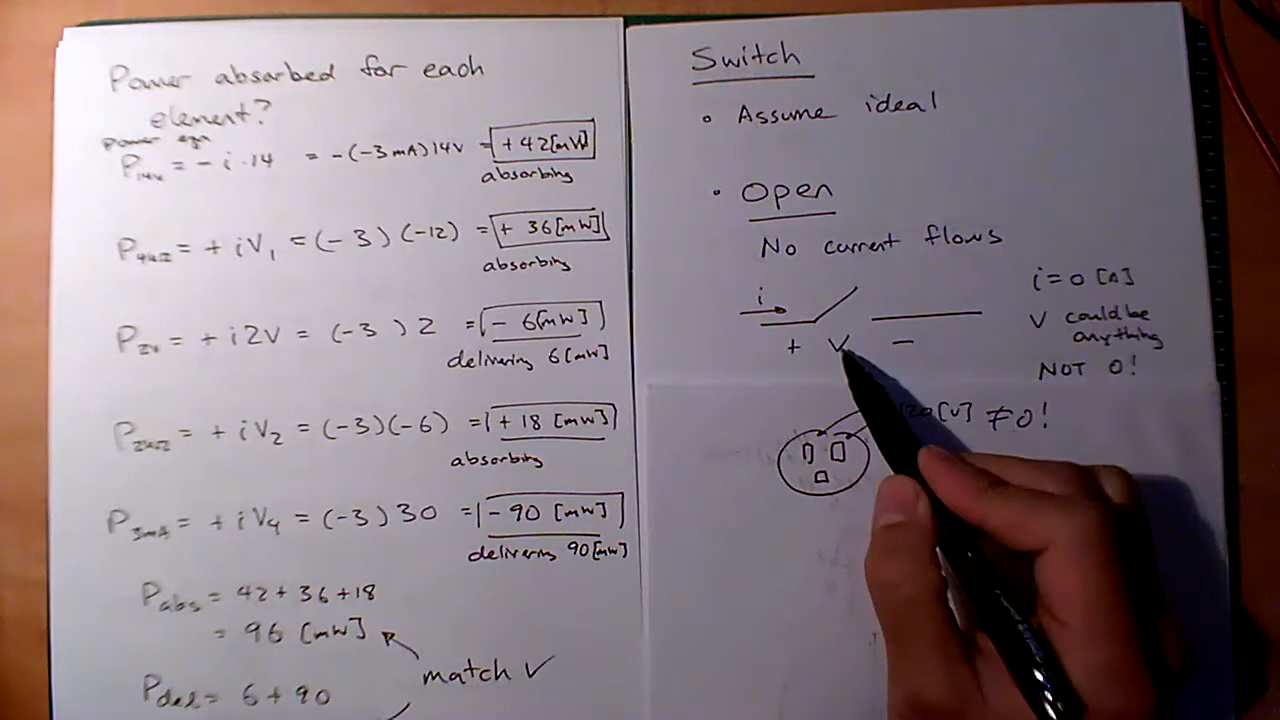 Power absorbed for each
element?
power eqn
P14V = - i · 14 = -(-3mA)14V = +42[mW]
absorbing
P4kΩ = + iV1 = (-3)(-12) = + 36[mW]
absorbing
P2V = + i2V = (-3)2 = - 6[mW]
delivering 6[mW]
P2kΩ = + iV2 = (-3)(-6) = + 18 [mW]
absorbing
P3mA = + iV4 = (-3)30 = - 90 [mW]
delivering 90[mW]
Pabs = 42+36+18
= 96 [mW]
match ✓
Pdel = 6+90
Switch
• Assume ideal
• Open
No current flows
i
+ V -
i=0 [A]
V could be
anything
NOT 0!
120[V] ≠0!